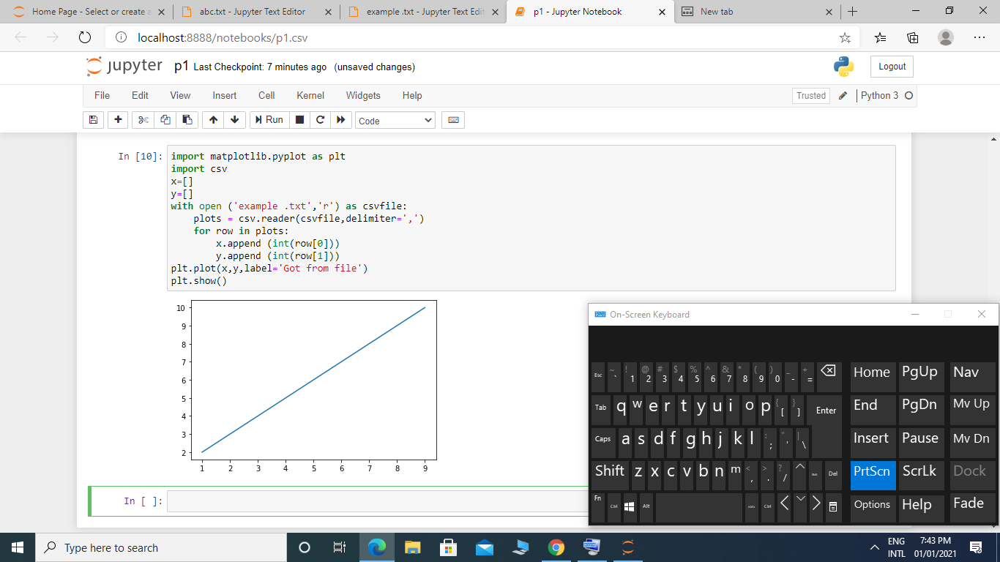 Home Page - Select or create a
abc.txt - Jupyter Text Editor
example .txt - Jupyter Text Edit
p1 - Jupyter Notebook
New tab
localhost:8888/notebooks/p1.csv
jupyter p1 Last Checkpoint: 7 minutes ago (unsaved changes)
Logout
File Edit View Insert Cell Kernel Widgets Help
Trusted
Python 3
Run
Code
In [10]:
import matplotlib.pyplot as plt
import csv
x=[]
y=[]
with open ('example .txt','r') as csvfile:
    plots = csv.reader(csvfile,delimiter=',')
    for row in plots:
        x.append (int(row[0]))
        y.append (int(row[1]))
plt.plot(x,y,label='Got from file')
plt.show()
10
9
8
7
6
5
4
3
2
1 2 3 4 5 6 7 8 9
In [ ]:
On-Screen Keyboard
Esc ~ ` ! 1 @ 2 # 3 $ 4 % 5 ^ 6 & 7 * 8 ( 9 ) 0 _ - + = Home PgUp Nav
Tab q w e r t y u i o p { [ } ] Enter End PgDn Mv Up
Caps a s d f g h j k l : ; " ' | \ Insert Pause Mv Dn
Shift z x c v b n m < , > . ? / Del PrtScn ScrLk Dock
Fn Ctrl Alt Ctrl Options Help Fade
Type here to search
ENG
INTL
7:43 PM
01/01/2021